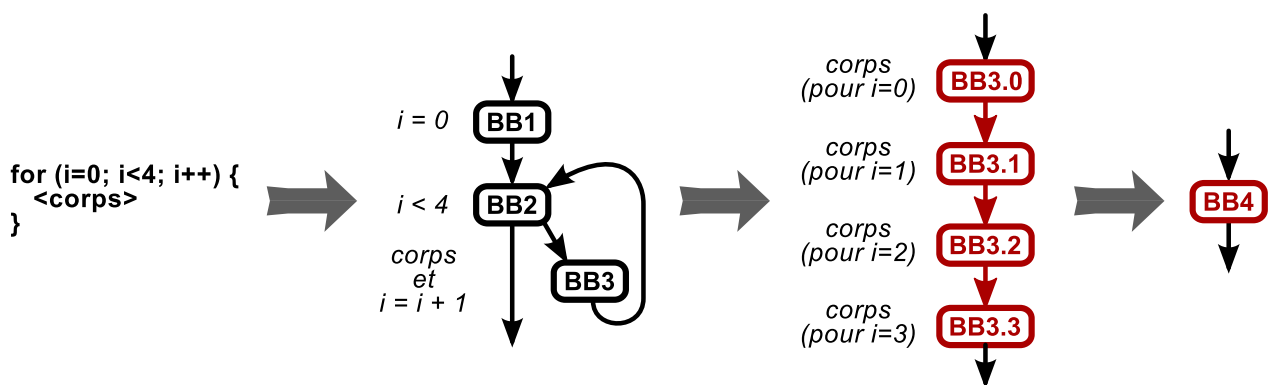 for (i=0; i<4; i++) {
<corps>
}
i = 0
BB1
i < 4
BB2
corps
et
i = i + 1
BB3
corps
(pour i=0)
BB3.0
corps
(pour i=1)
BB3.1
corps
(pour i=2)
BB3.2
corps
(pour i=3)
BB3.3
BB4